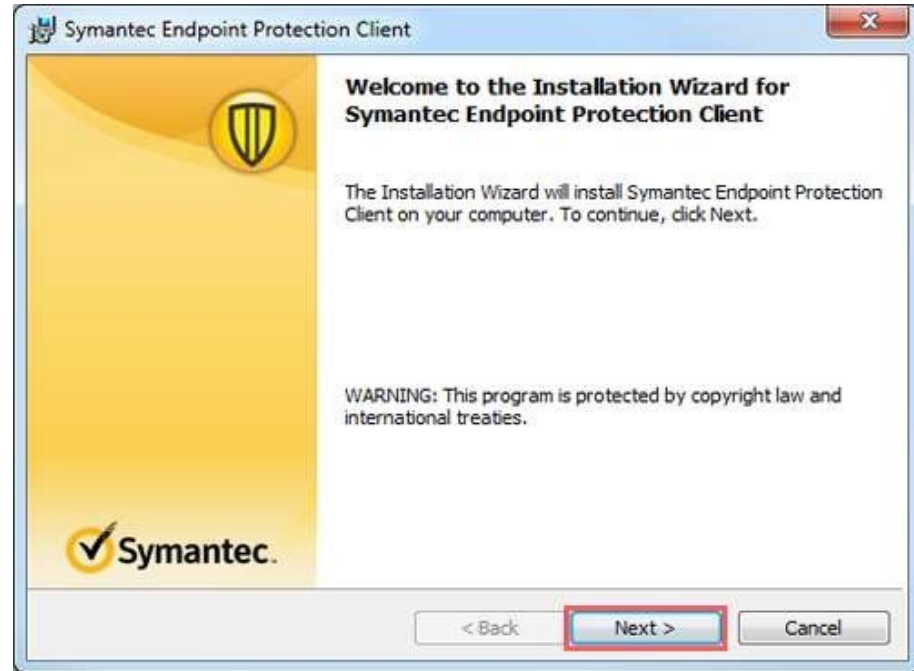 Symantec Endpoint Protection Client
Welcome to the Installation Wizard for
Symantec Endpoint Protection Client
The Installation Wizard will install Symantec Endpoint Protection
Client on your computer. To continue, click Next.
WARNING: This program is protected by copyright law and
international treaties.
Symantec.
< Back
Next >
Cancel